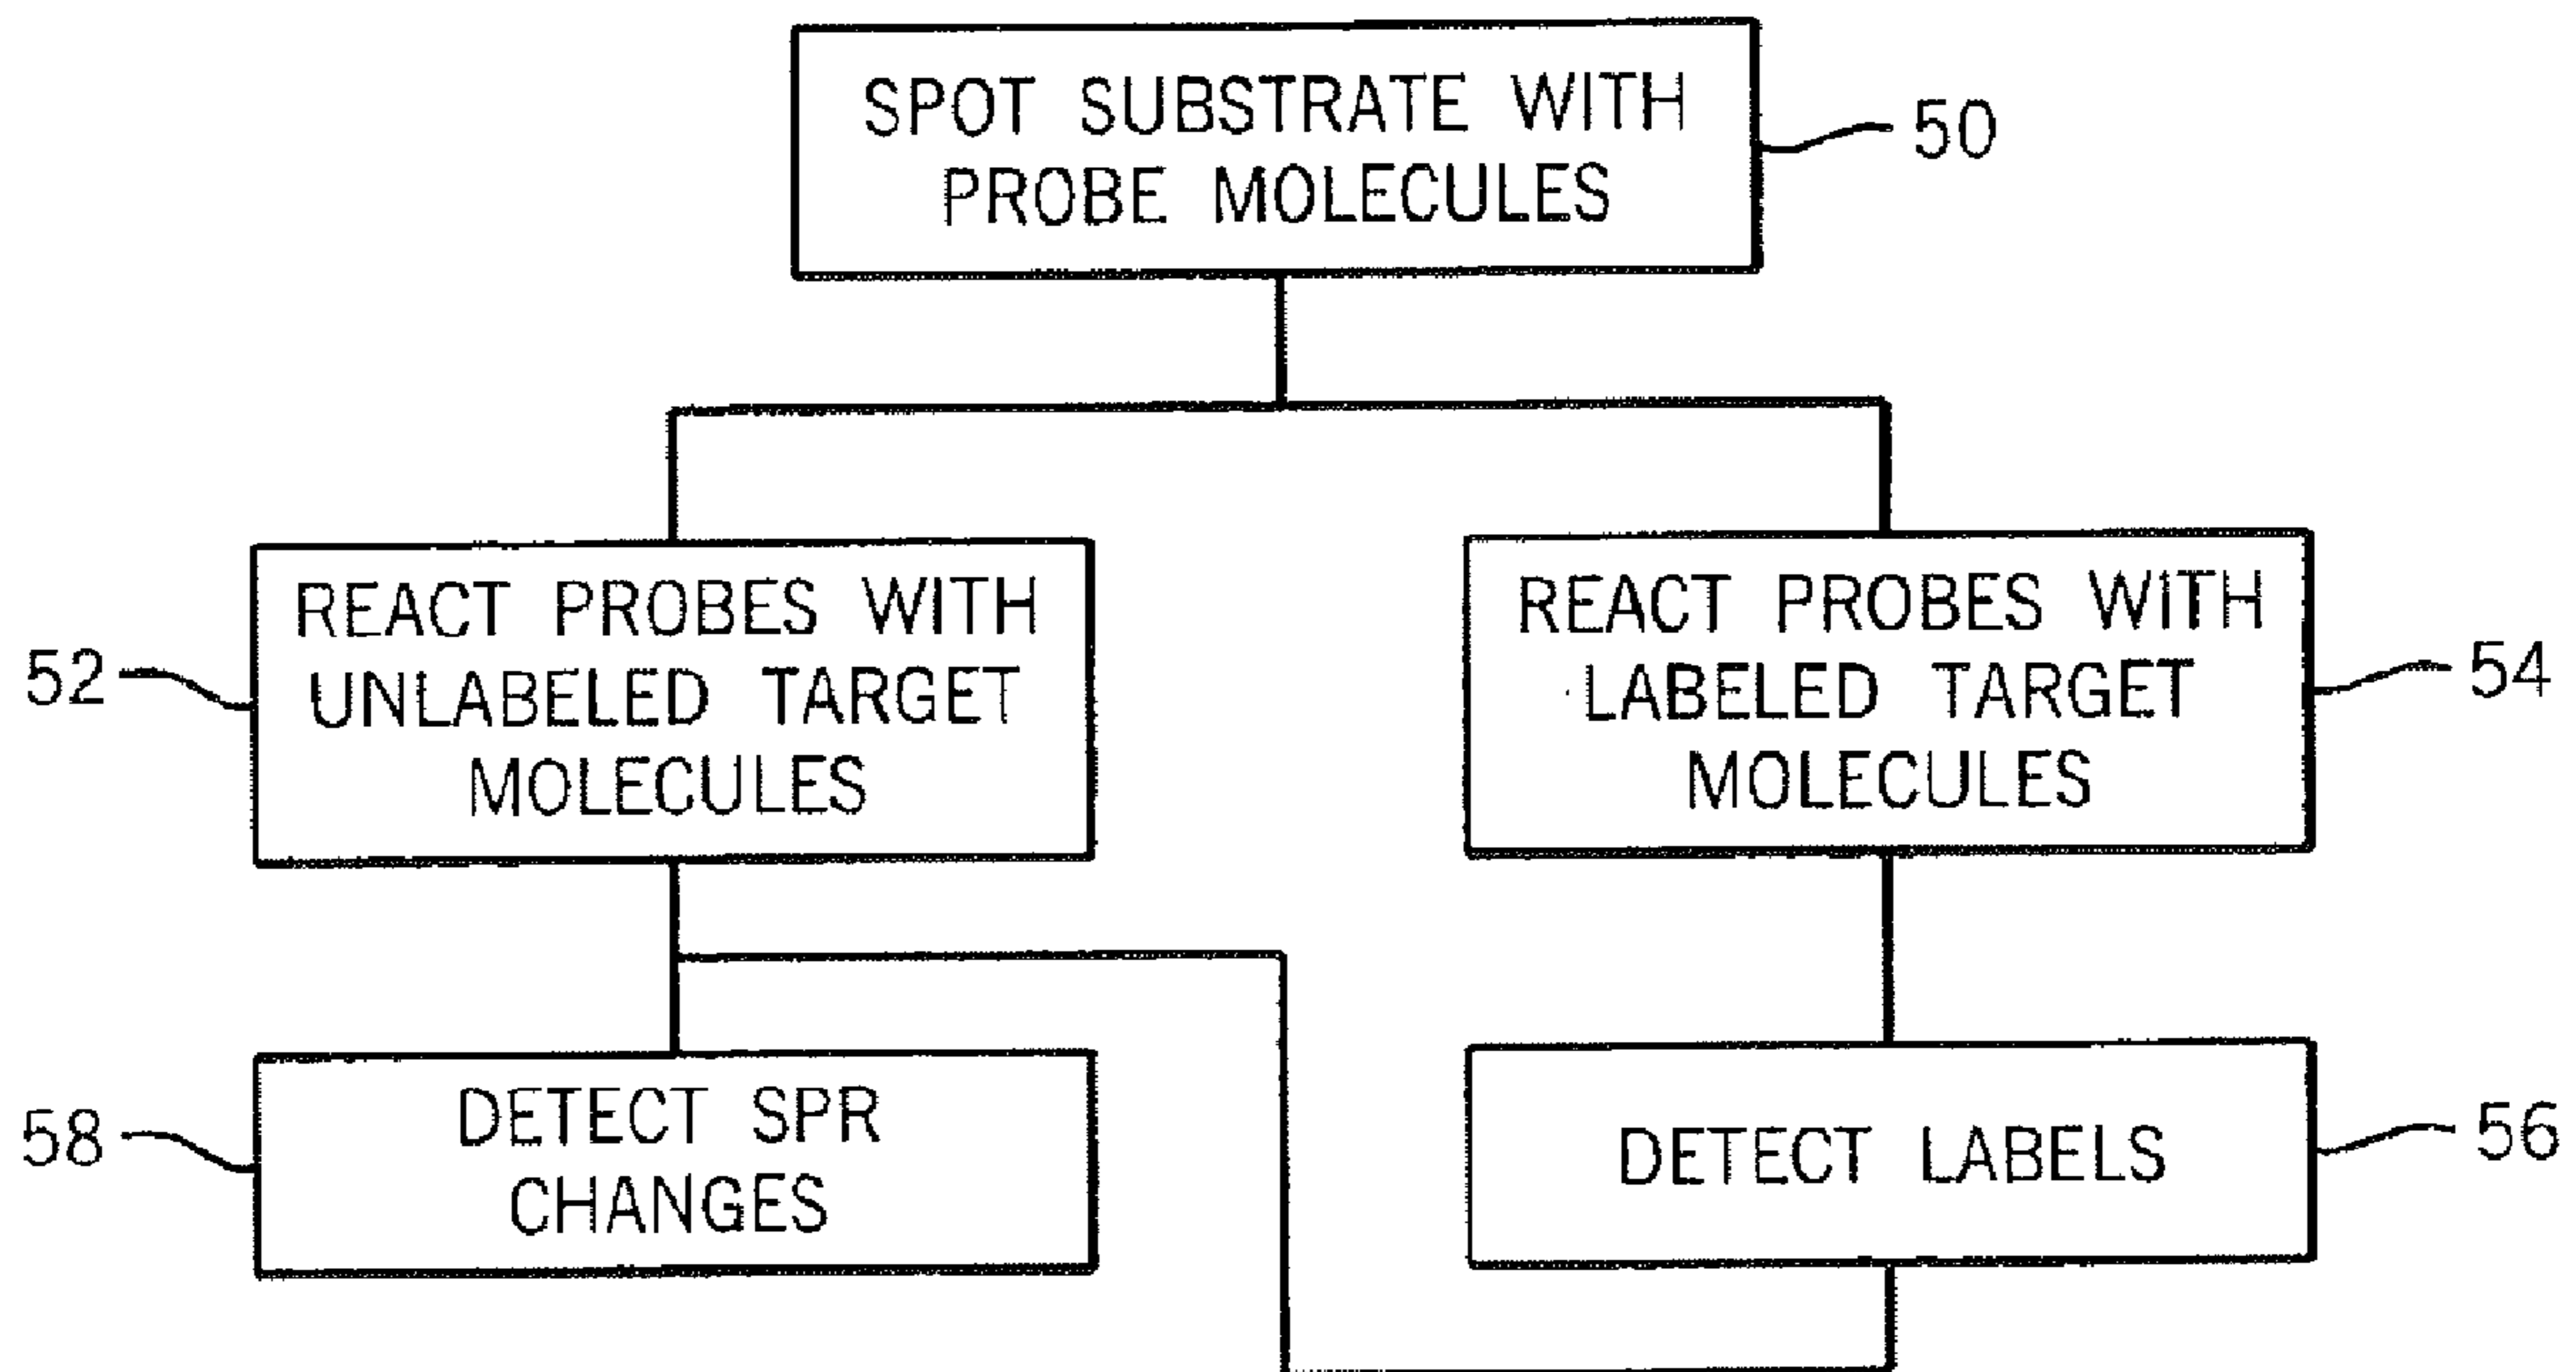 SPOT SUBSTRATE WITH
PROBE MOLECULES
50
REACT PROBES WITH
UNLABELED TARGET
MOLECULES
52
REACT PROBES WITH
LABELED TARGET
MOLECULES
54
DETECT SPR
CHANGES
58
DETECT LABELS
56